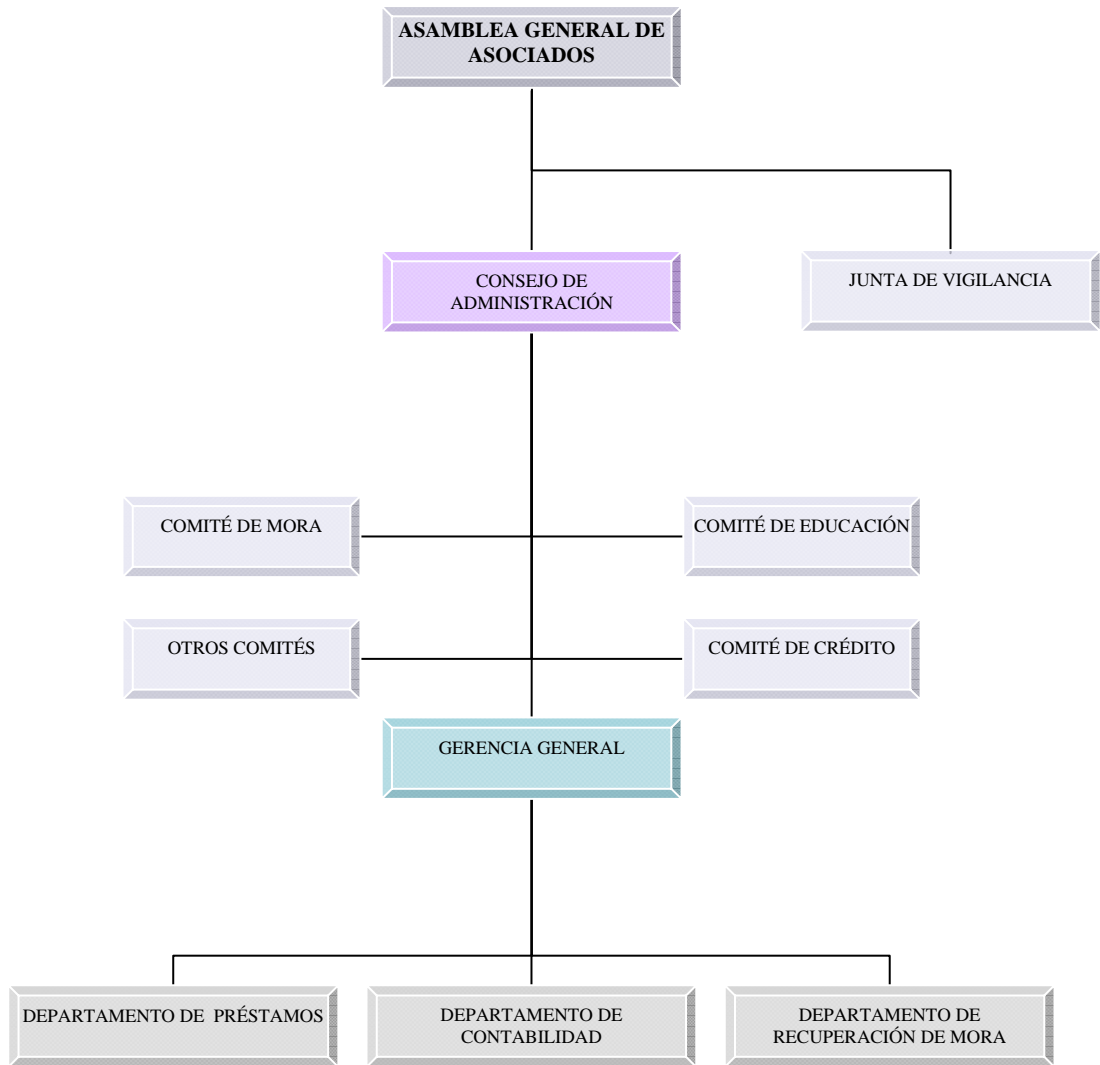 ASAMBLEA GENERAL DE
ASOCIADOS
CONSEJO DE
ADMINISTRACIÓN
JUNTA DE VIGILANCIA
COMITÉ DE MORA
COMITÉ DE EDUCACIÓN
OTROS COMITÉS
COMITÉ DE CRÉDITO
GERENCIA GENERAL
DEPARTAMENTO DE PRÉSTAMOS
DEPARTAMENTO DE
CONTABILIDAD
DEPARTAMENTO DE
RECUPERACIÓN DE MORA